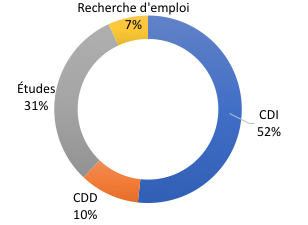 Recherche d'emploi
7%
Études
31%
CDI
52%
CDD
10%